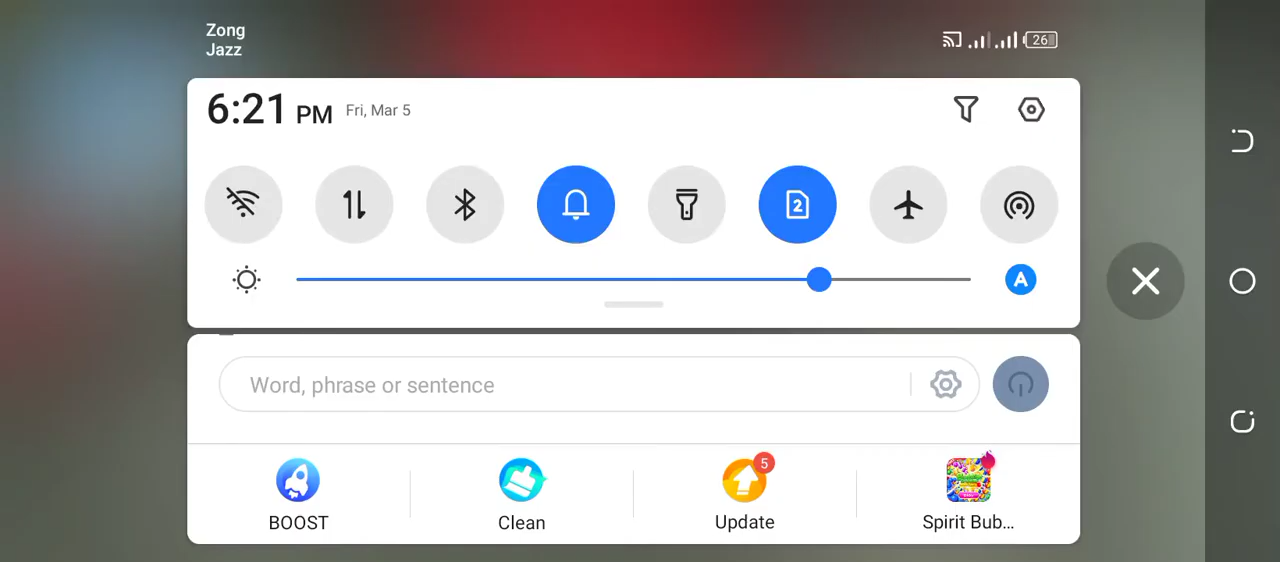 Zong
Jazz
26
6:21 PM Fri, Mar 5
2
A
Word, phrase or sentence
5
BOOST
Clean
Update
Spirit Bub...